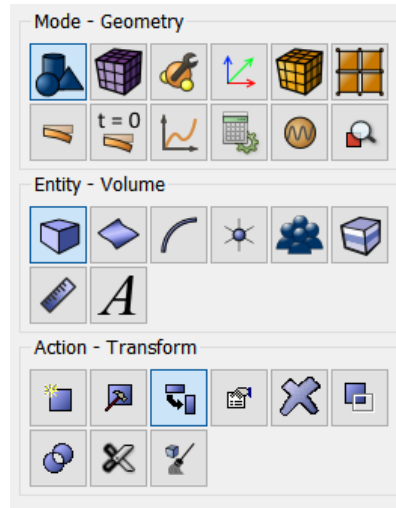 Mode - Geometry
t = 0
Entity - Volume
A
Action - Transform